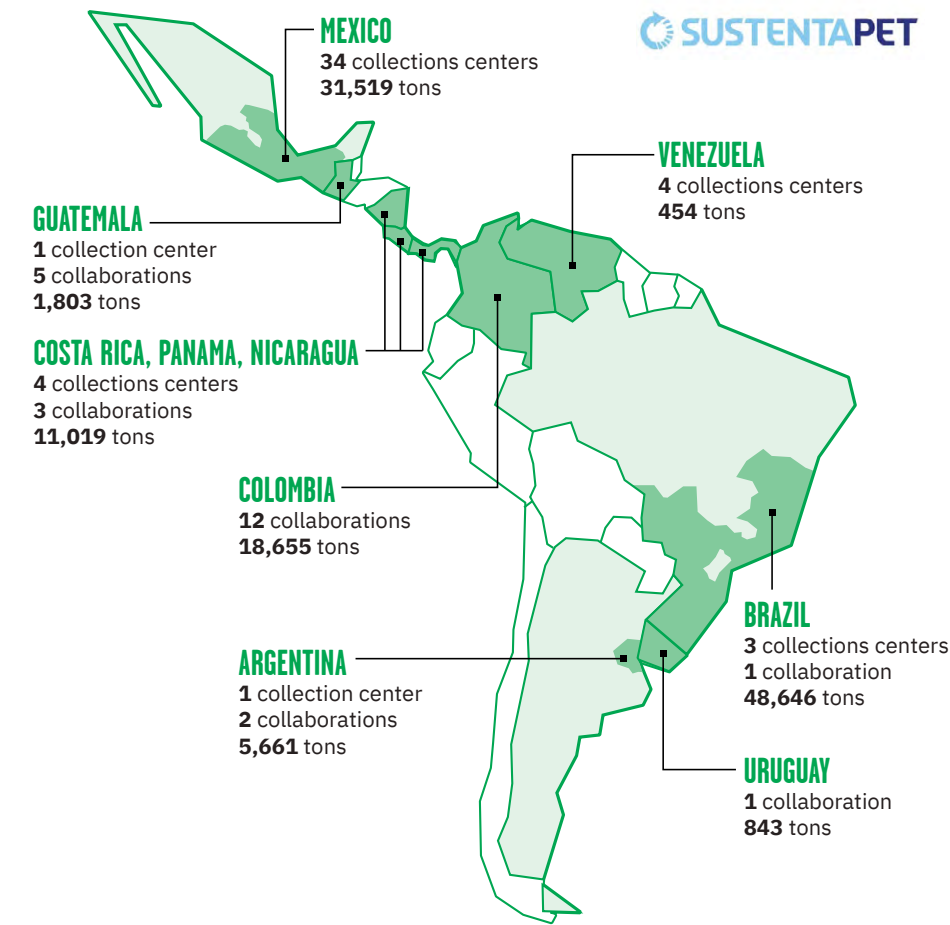 SUSTENTAPET
MEXICO
34 collections centers
31,519 tons
VENEZUELA
4 collections centers
454 tons
GUATEMALA
1 collection center
5 collaborations
1,803 tons
COSTA RICA, PANAMA, NICARAGUA
4 collections centers
3 collaborations
11,019 tons
COLOMBIA
12 collaborations
18,655 tons
BRAZIL
3 collections centers
1 collaboration
48,646 tons
ARGENTINA
1 collection center
2 collaborations
5,661 tons
URUGUAY
1 collaboration
843 tons